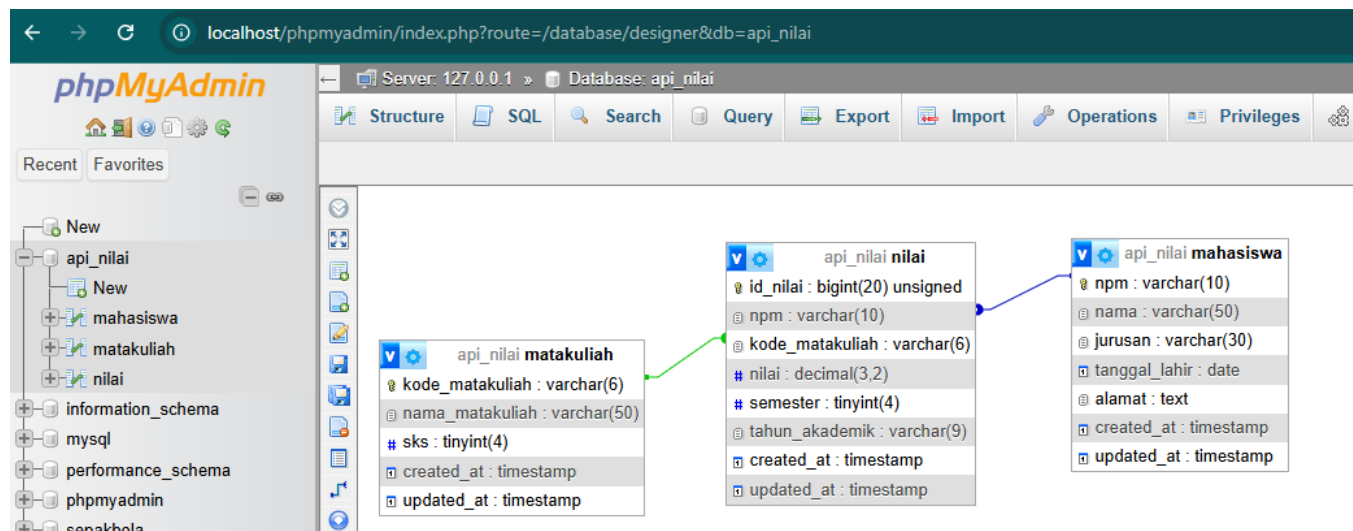 localhost/phpmyadmin/index.php?route=/database/designer&db=api_nilai
phpMyAdmin
Recent Favorites
New
api_nilai
New
mahasiswa
matakuliah
nilai
information_schema
mysql
performance_schema
phpmyadmin
sepakbola
Server: 127.0.0.1 » Database: api_nilai
Structure SQL Search Query Export Import Operations Privileges
api_nilai matakuliah
kode_matakuliah : varchar(6)
nama_matakuliah : varchar(50)
# sks : tinyint(4)
created_at : timestamp
updated_at : timestamp
api_nilai nilai
id_nilai : bigint(20) unsigned
npm : varchar(10)
kode_matakuliah : varchar(6)
# nilai : decimal(3,2)
# semester : tinyint(4)
tahun_akademik : varchar(9)
created_at : timestamp
updated_at : timestamp
api_nilai mahasiswa
npm : varchar(10)
nama : varchar(50)
jurusan : varchar(30)
tanggal_lahir : date
alamat : text
created_at : timestamp
updated_at : timestamp